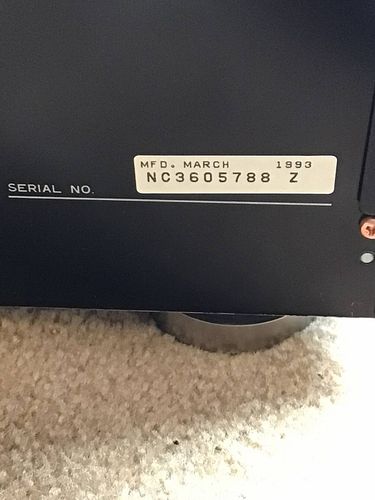 MFD. MARCH 1993
NC3605788 Z
SERIAL NO.